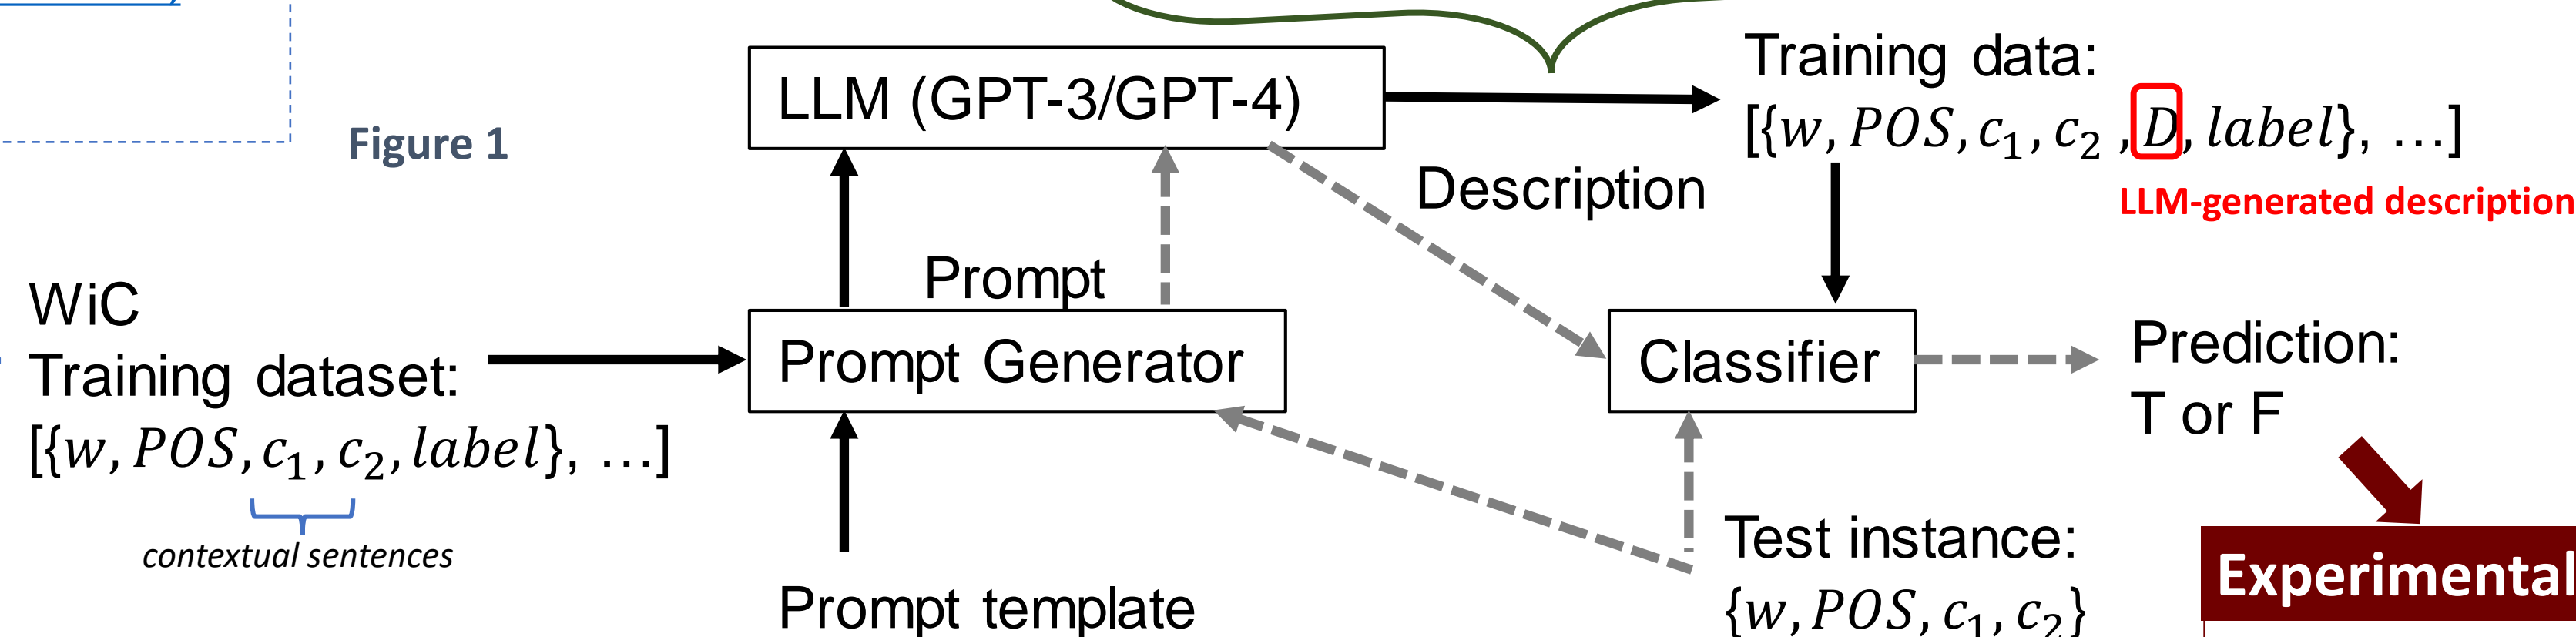 Figure 1
LLM (GPT-3/GPT-4)
Training data:
[{w, POS, c₁, c₂ , D, label}, …]
LLM-generated description
Description
Prompt
WiC
Training dataset:
[{w, POS, c₁, c₂, label}, …]
contextual sentences
Prompt Generator
Classifier
Prediction:
T or F
Prompt template
Test instance:
{w, POS, c₁, c₂}
Experimental